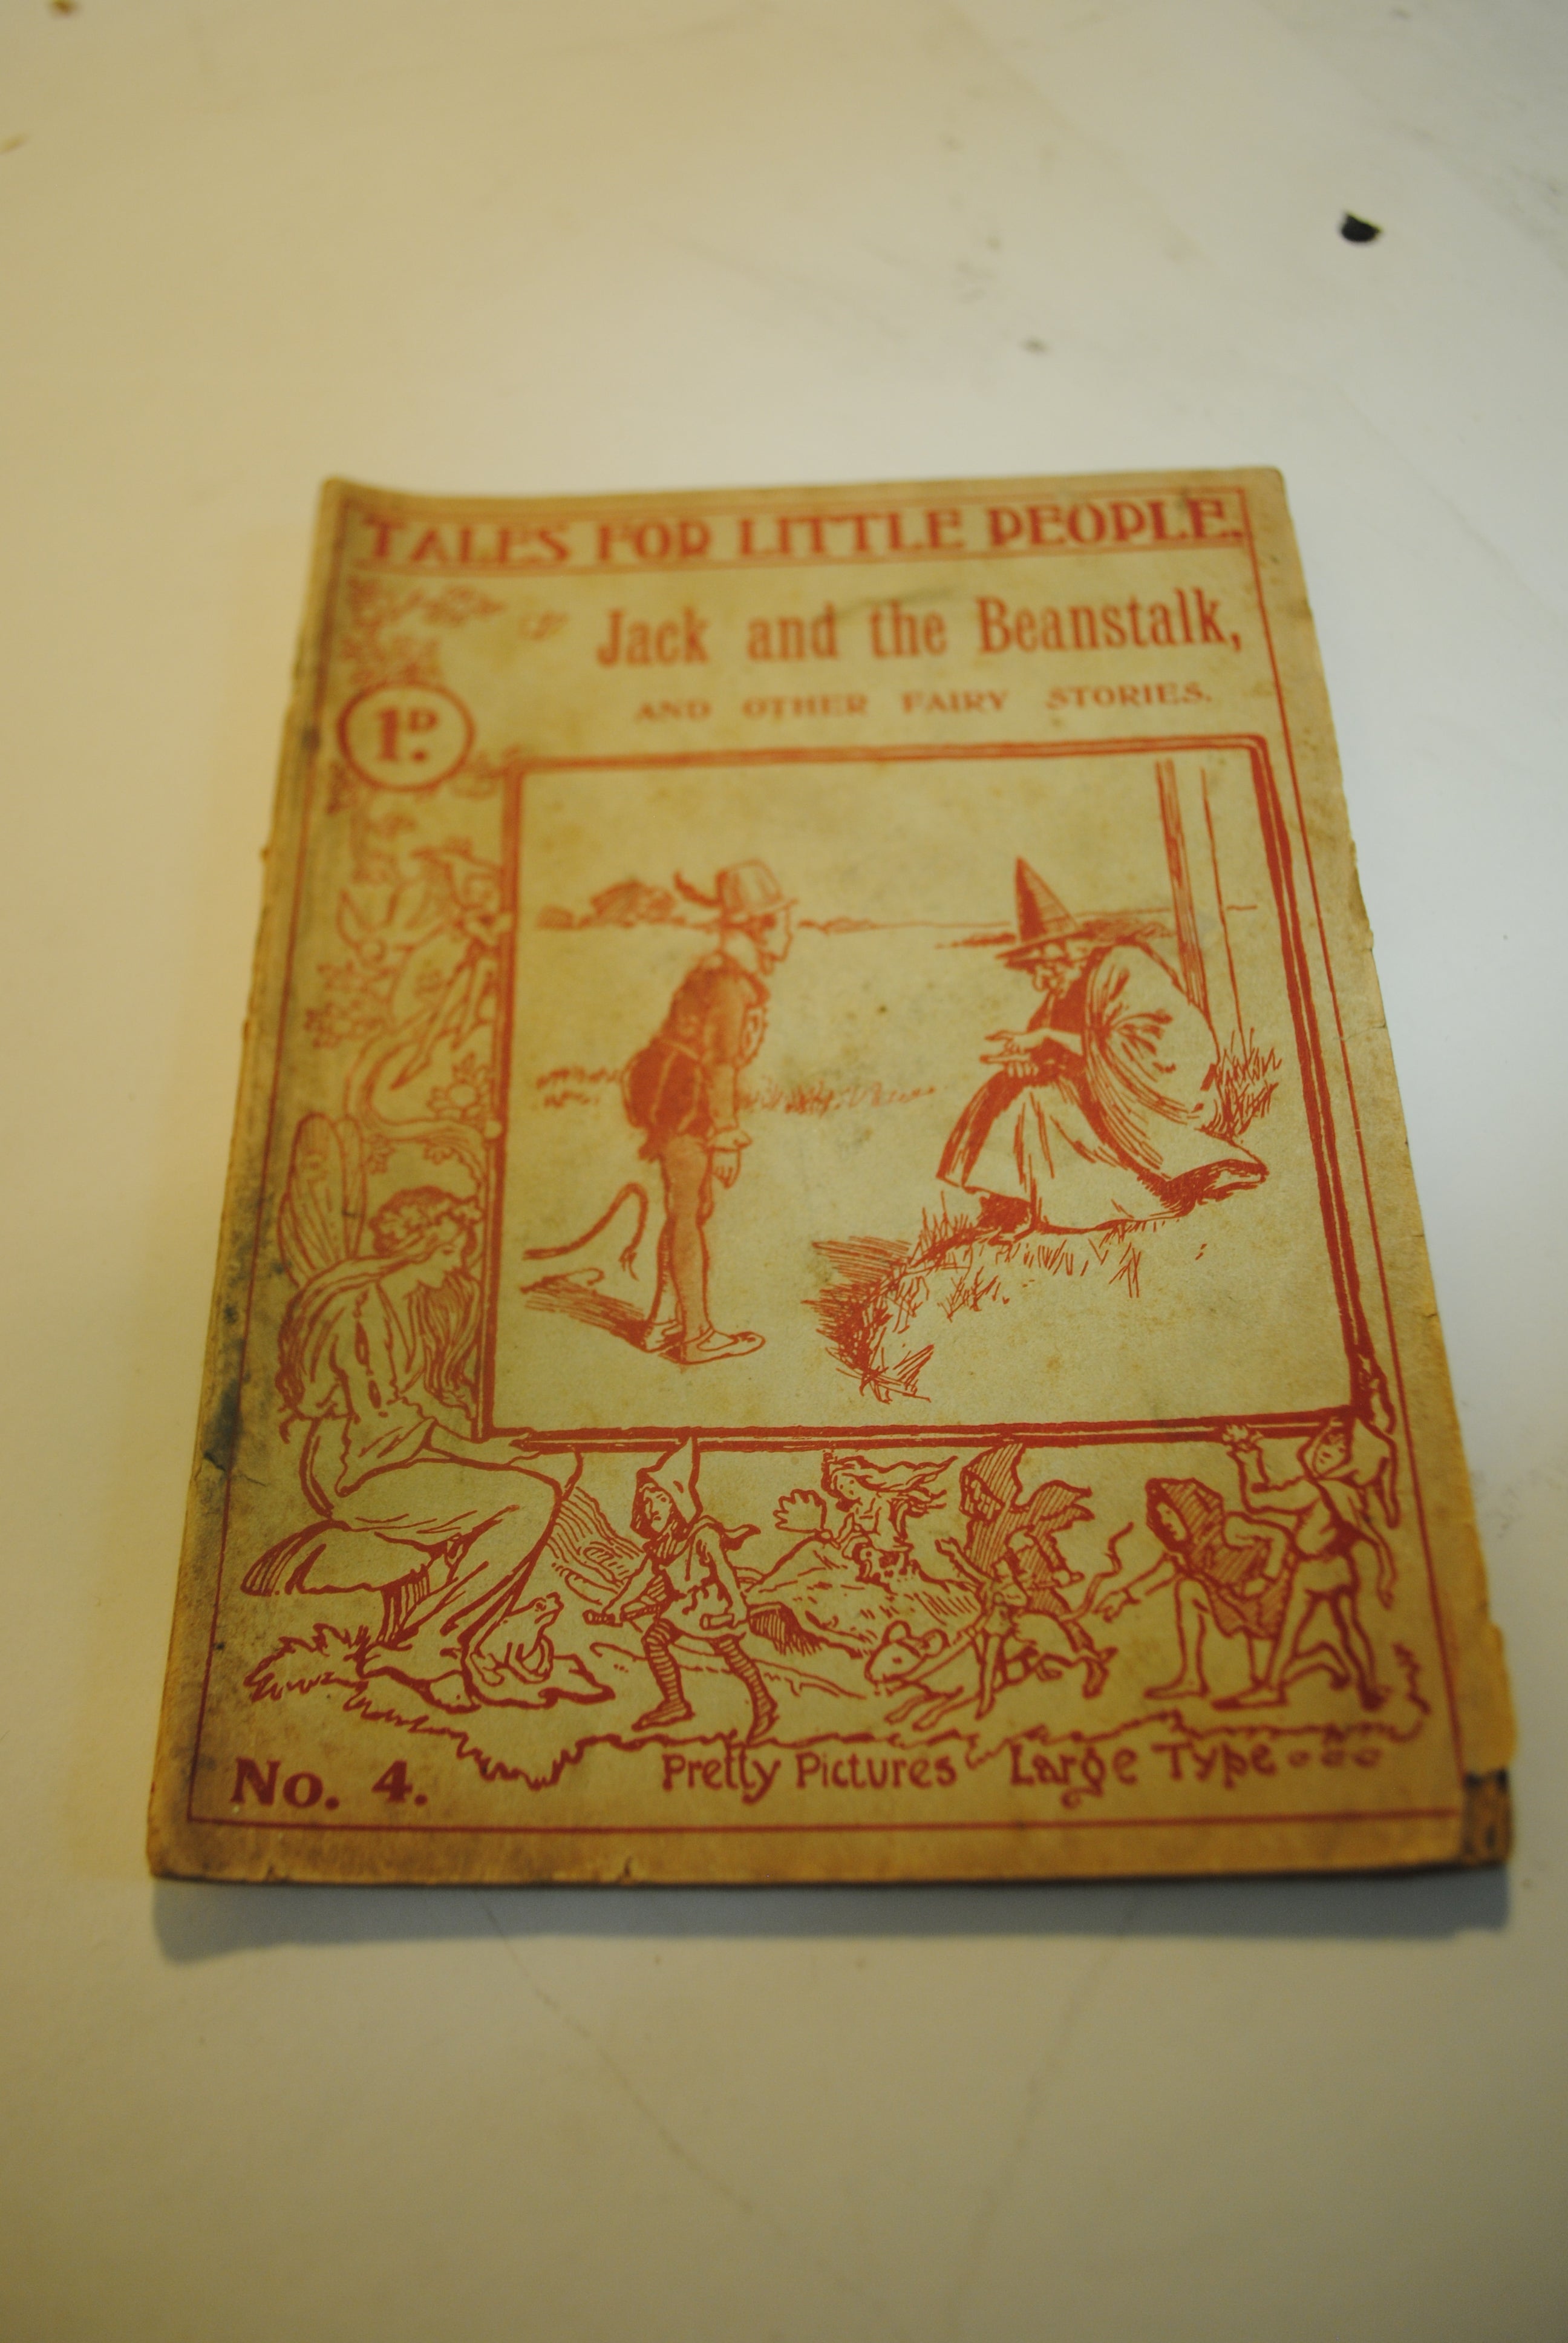 TALES FOR LITTLE PEOPLE.
Jack and the Beanstalk,
AND OTHER FAIRY STORIES.
1D.
No. 4.
Pretty Pictures Large Type